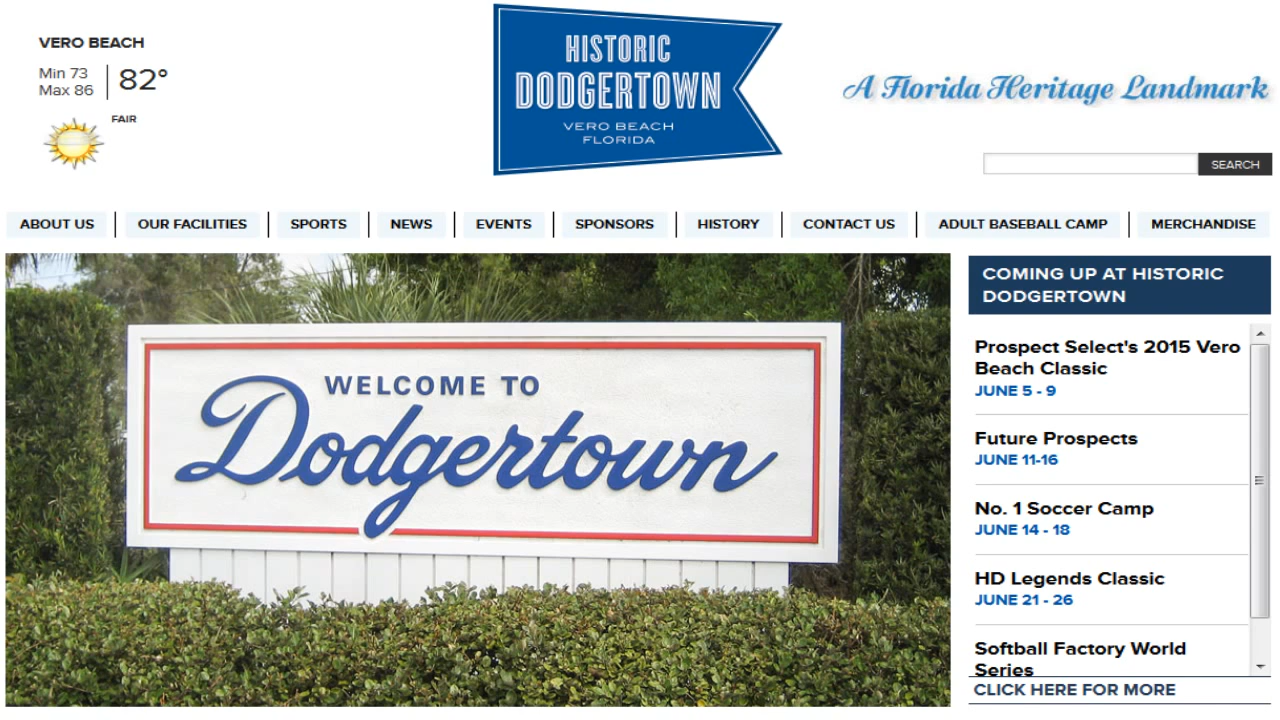 VERO BEACH
Min 73
Max 86
82°
FAIR
HISTORIC
DODGERTOWN
VERO BEACH
FLORIDA
A Florida Heritage Landmark
SEARCH
ABOUT US
OUR FACILITIES
SPORTS
NEWS
EVENTS
SPONSORS
HISTORY
CONTACT US
ADULT BASEBALL CAMP
MERCHANDISE
WELCOME TO
Dodgertown
COMING UP AT HISTORIC
DODGERTOWN
Prospect Select's 2015 Vero
Beach Classic
JUNE 5 - 9
Future Prospects
JUNE 11-16
No. 1 Soccer Camp
JUNE 14 - 18
HD Legends Classic
JUNE 21 - 26
Softball Factory World
Series
CLICK HERE FOR MORE